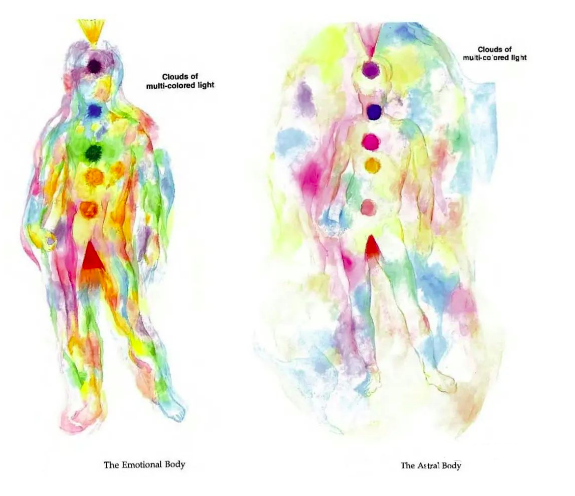 Clouds of
multi-colored light
Clouds of
multi-colored light
The Emotional Body
The Astral Body